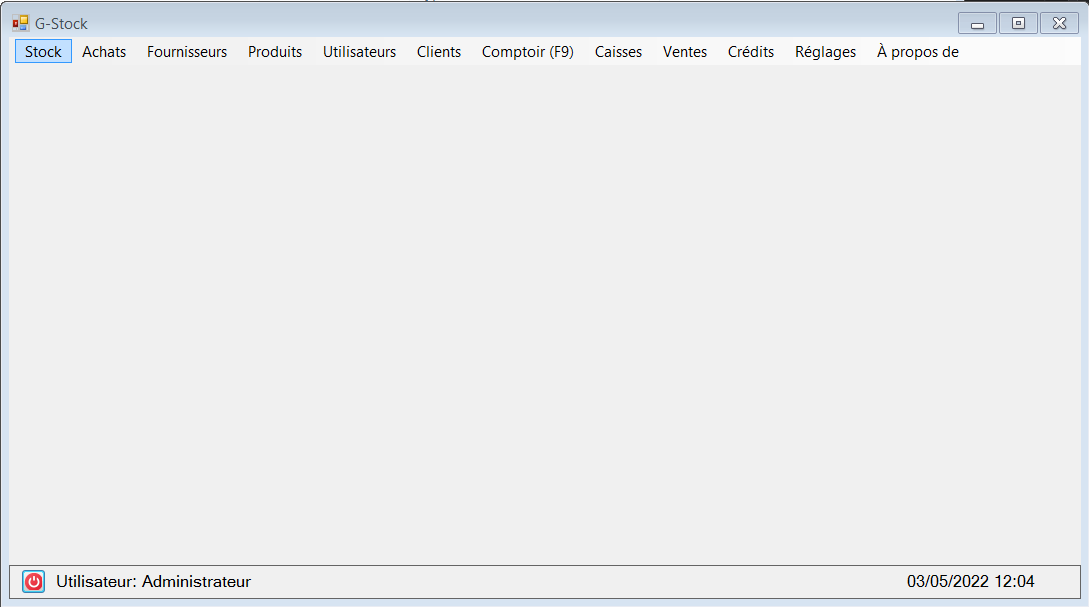 G-Stock
Stock Achats Fournisseurs Produits Utilisateurs Clients Comptoir (F9) Caisses Ventes Crédits Réglages À propos de
Utilisateur: Administrateur 03/05/2022 12:04